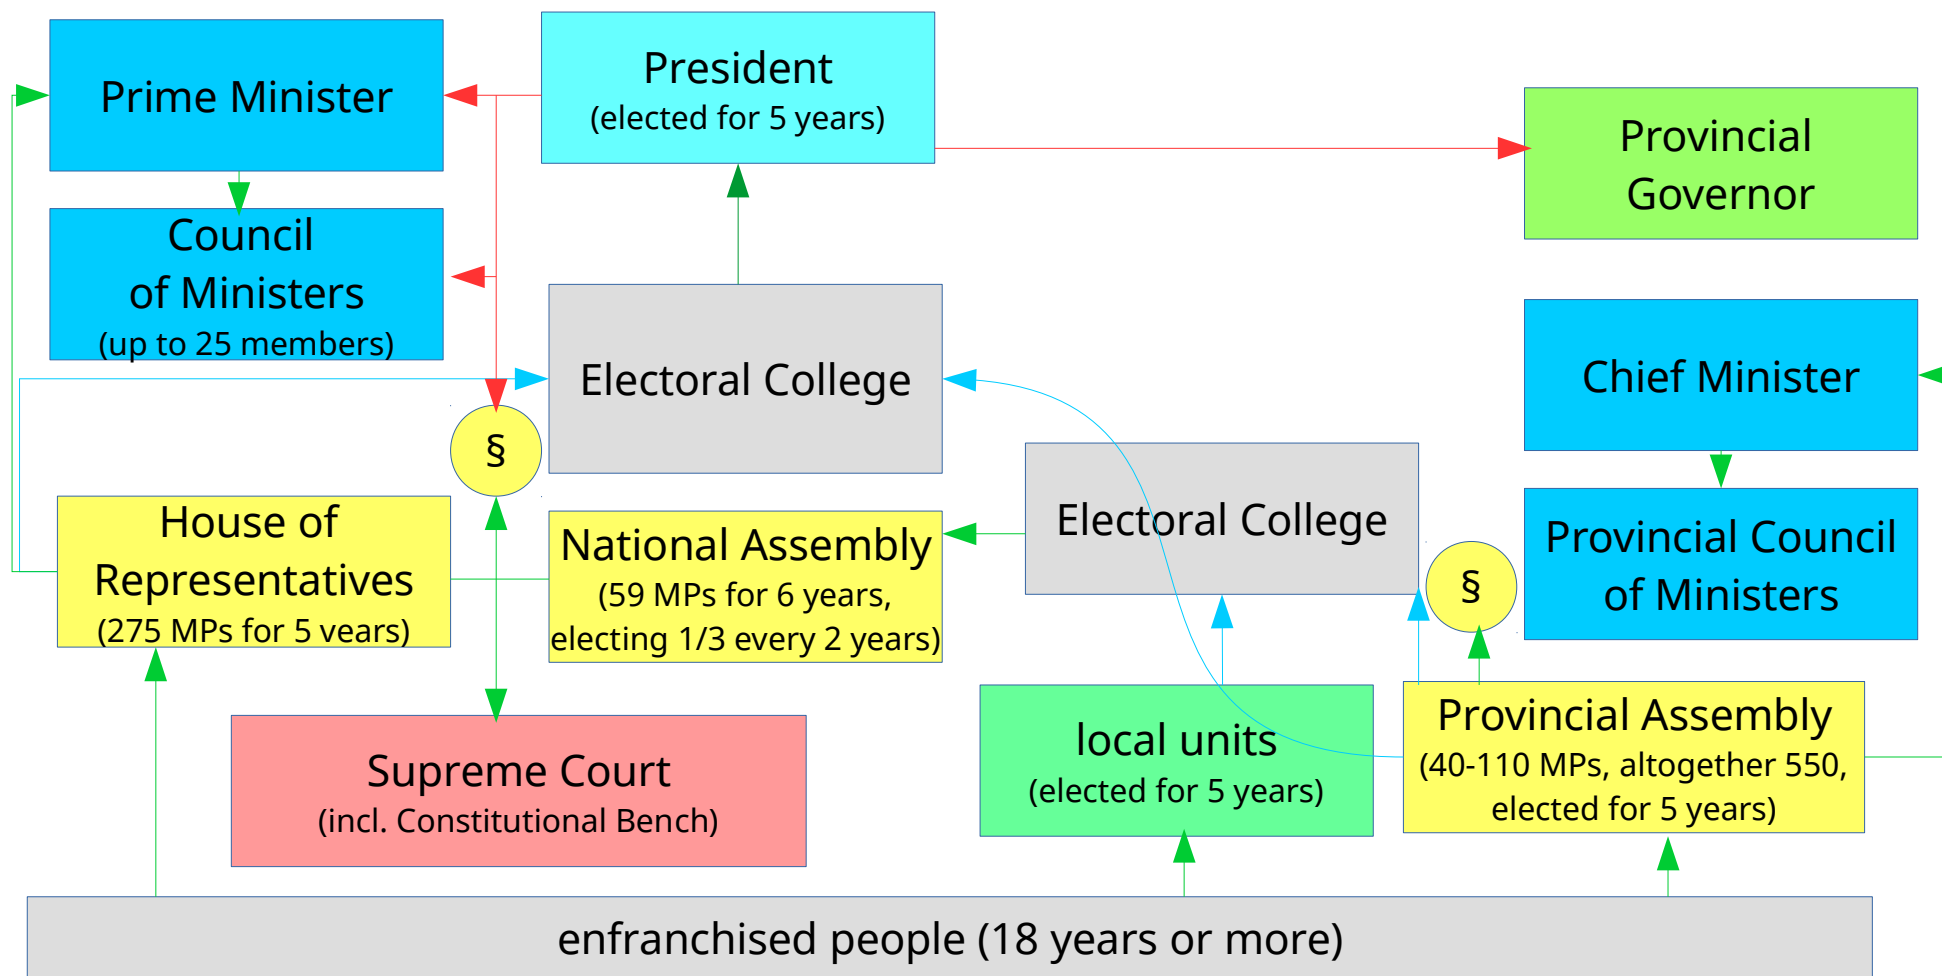 Prime Minister
President
(elected for 5 years)
Provincial
Governor
Council
of Ministers
(up to 25 members)
Electoral College
Chief Minister
§
House of
Representatives
(275 MPs for 5 years)
National Assembly
(59 MPs for 6 years,
electing 1/3 every 2 years)
Electoral College
§
Provincial Council
of Ministers
Supreme Court
(incl. Constitutional Bench)
local units
(elected for 5 years)
Provincial Assembly
(40-110 MPs, altogether 550,
elected for 5 years)
enfranchised people (18 years or more)